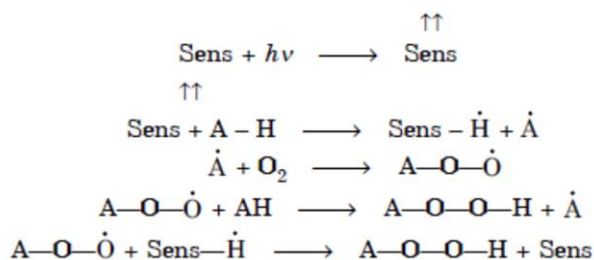 ↑↑
Sens + hν ⟶ Sens
↑↑
Sens + A – H ⟶ Sens – Ḣ + Ȧ
Ȧ + O₂ ⟶ A—O—Ȯ
A—O—Ȯ + AH ⟶ A—O—O—H + Ȧ
A—O—Ȯ + Sens—Ḣ ⟶ A—O—O—H + Sens